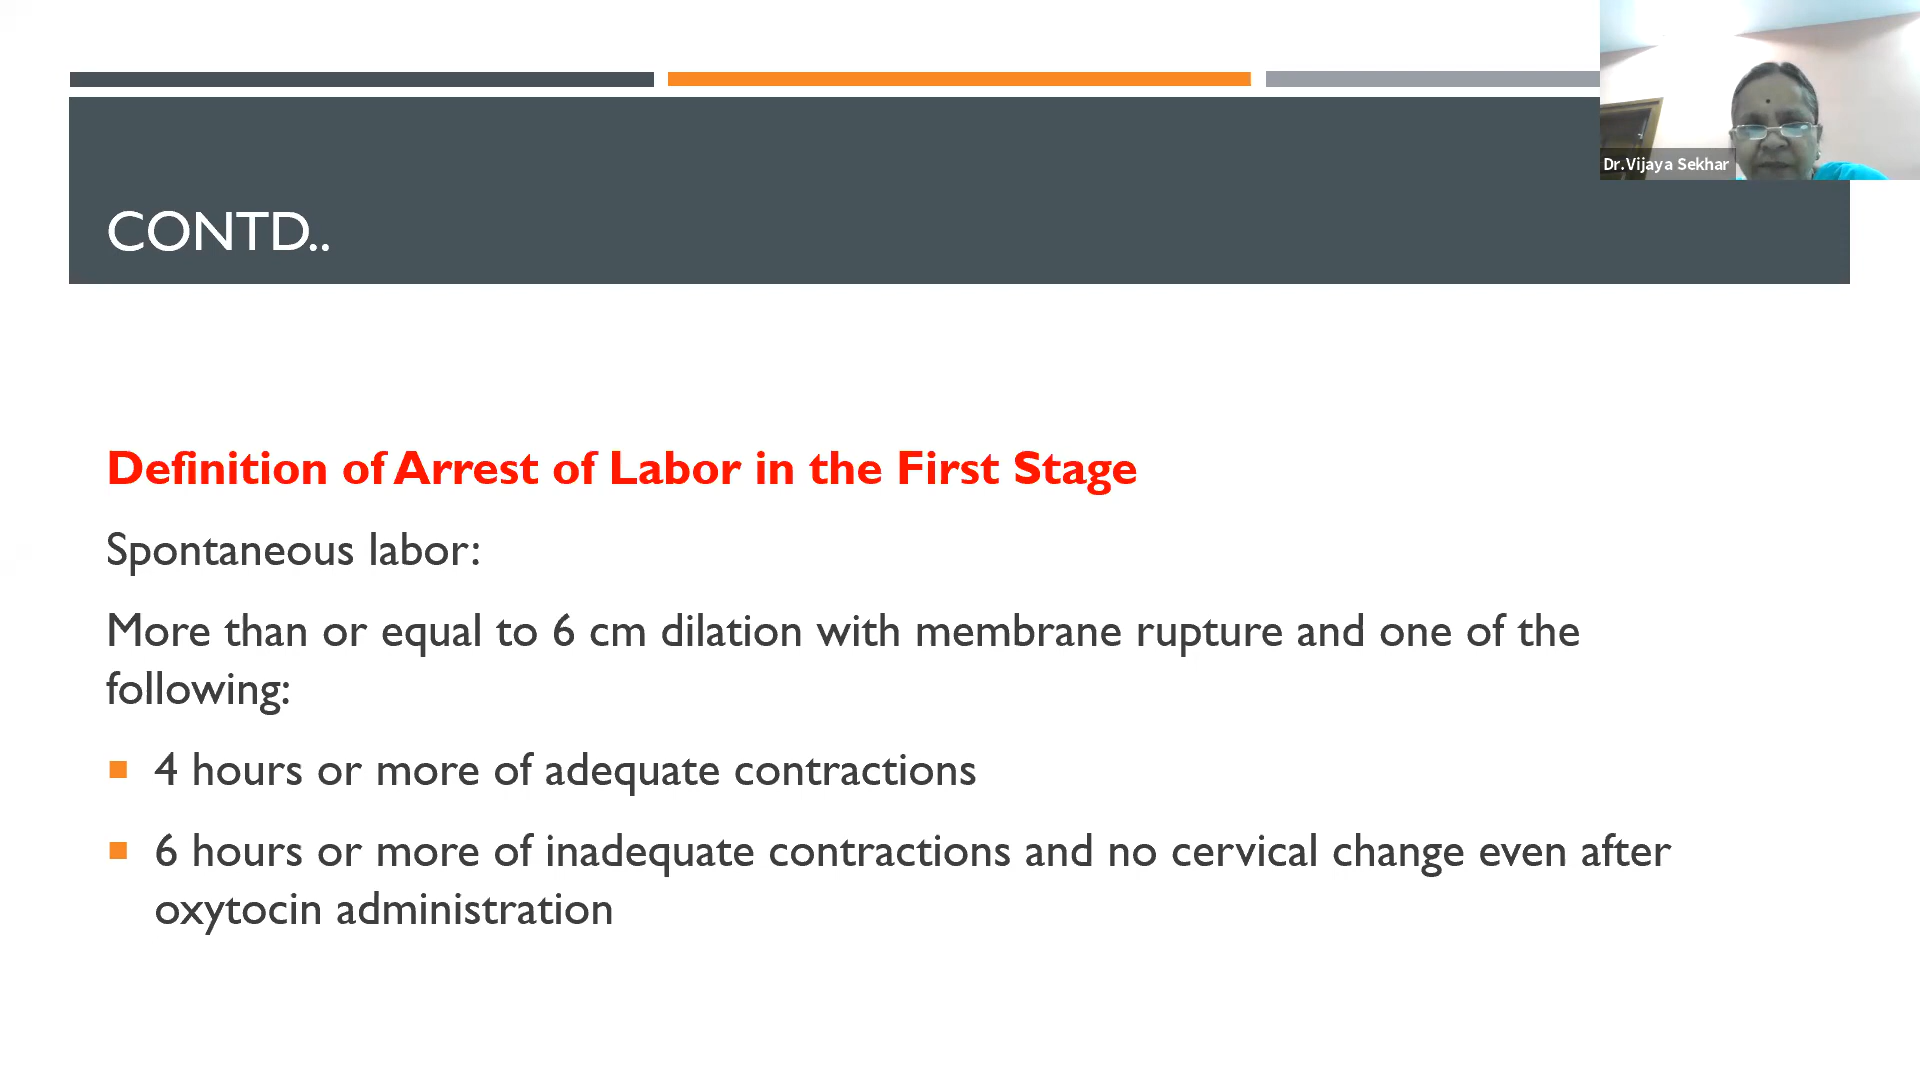 Dr.Vijaya Sekhar
CONTD..
Definition of Arrest of Labor in the First Stage
Spontaneous labor:
More than or equal to 6 cm dilation with membrane rupture and one of the
following:
4 hours or more of adequate contractions
6 hours or more of inadequate contractions and no cervical change even after
oxytocin administration